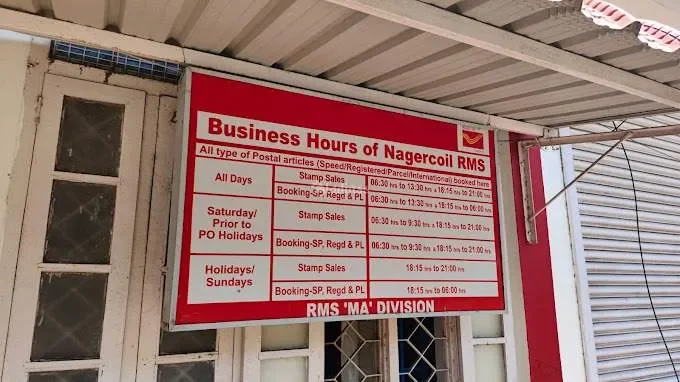 Business Hours of Nagercoil RMS
All type of Postal articles (Speed/Registered/Parcel/International) booked here
All Days
Stamp Sales
06:30 hrs to 13:30 hrs & 18:15 hrs to 21:00 hrs
Booking-SP, Regd & PL
06:30 hrs to 13:30 hrs & 18:15 hrs to 06:00 hrs
Saturday/
Prior to
PO Holidays
Stamp Sales
06:30 hrs to 9:30 hrs & 18:15 hrs to 21:00 hrs
Booking-SP, Regd & PL
06:30 hrs to 9:30 hrs & 18:15 hrs to 21:00 hrs
Holidays/
Sundays
Stamp Sales
18:15 hrs to 21:00 hrs
Booking-SP, Regd & PL
18:15 hrs to 06:00 hrs
RMS 'MA' DIVISION